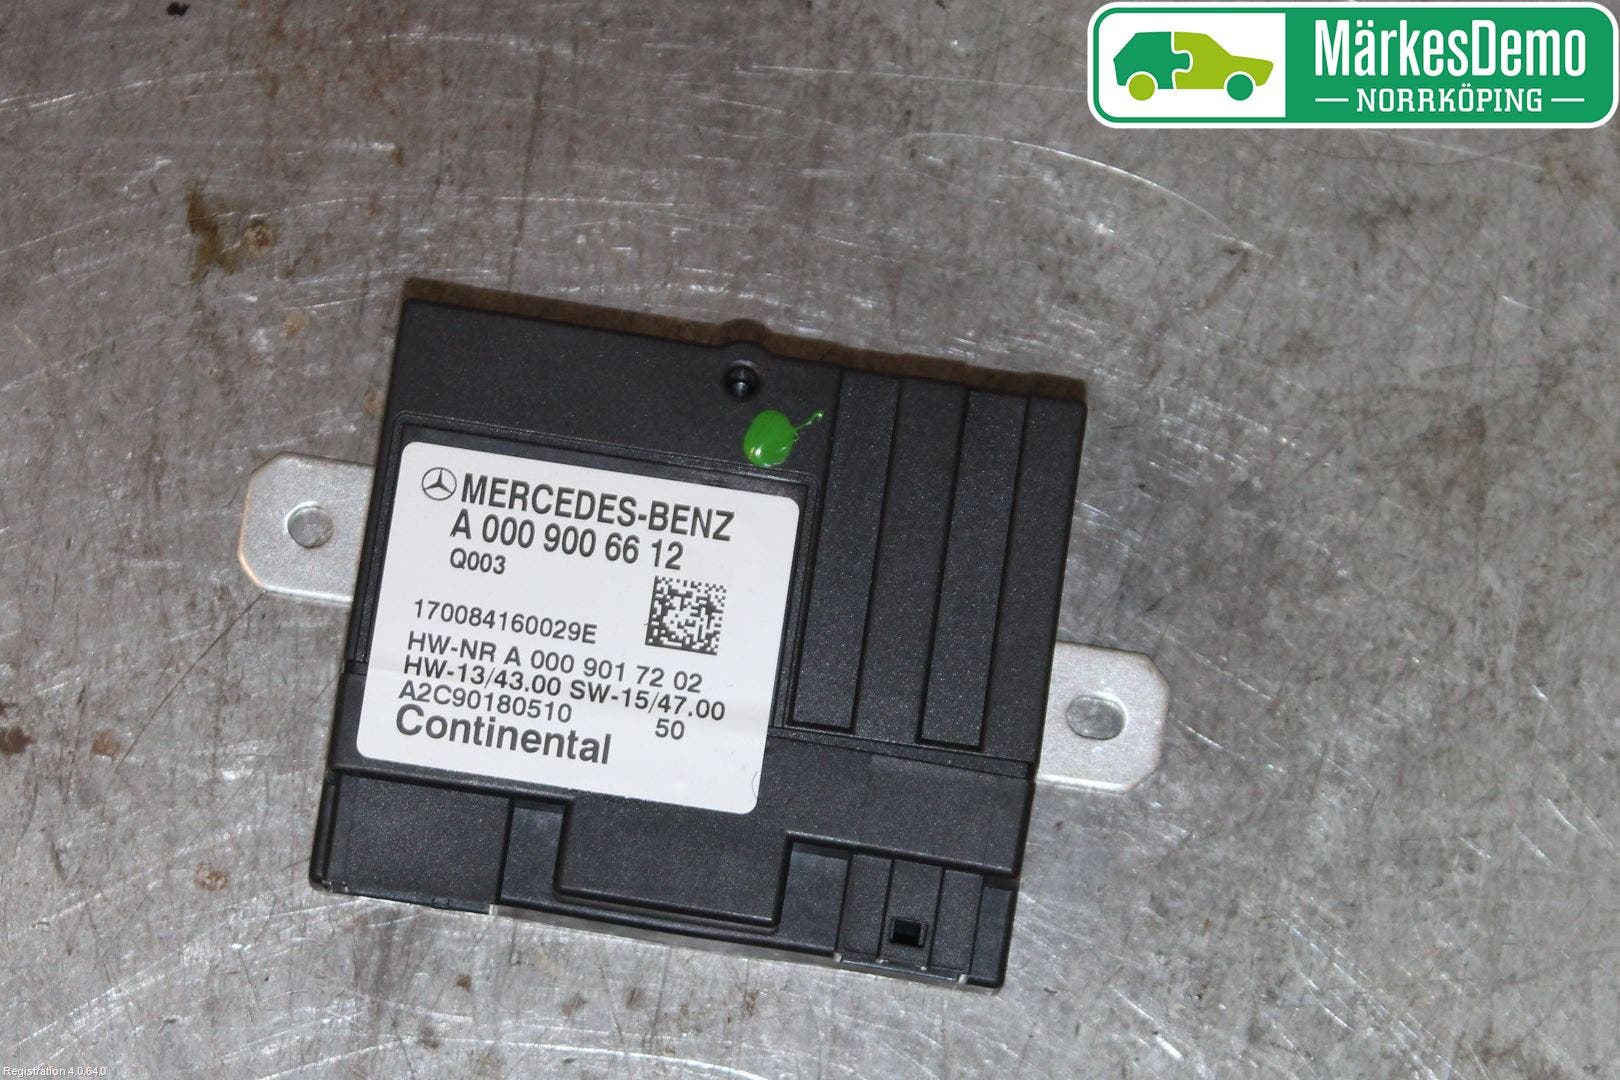 MärkesDemo
NORRKÖPING
MERCEDES-BENZ
A 000 900 66 12
Q003
170084160029E
HW-NR A 000 901 72 02
HW-13/43.00 SW-15/47.00
A2C90180510 50
Continental
Registration 4.0.64.0